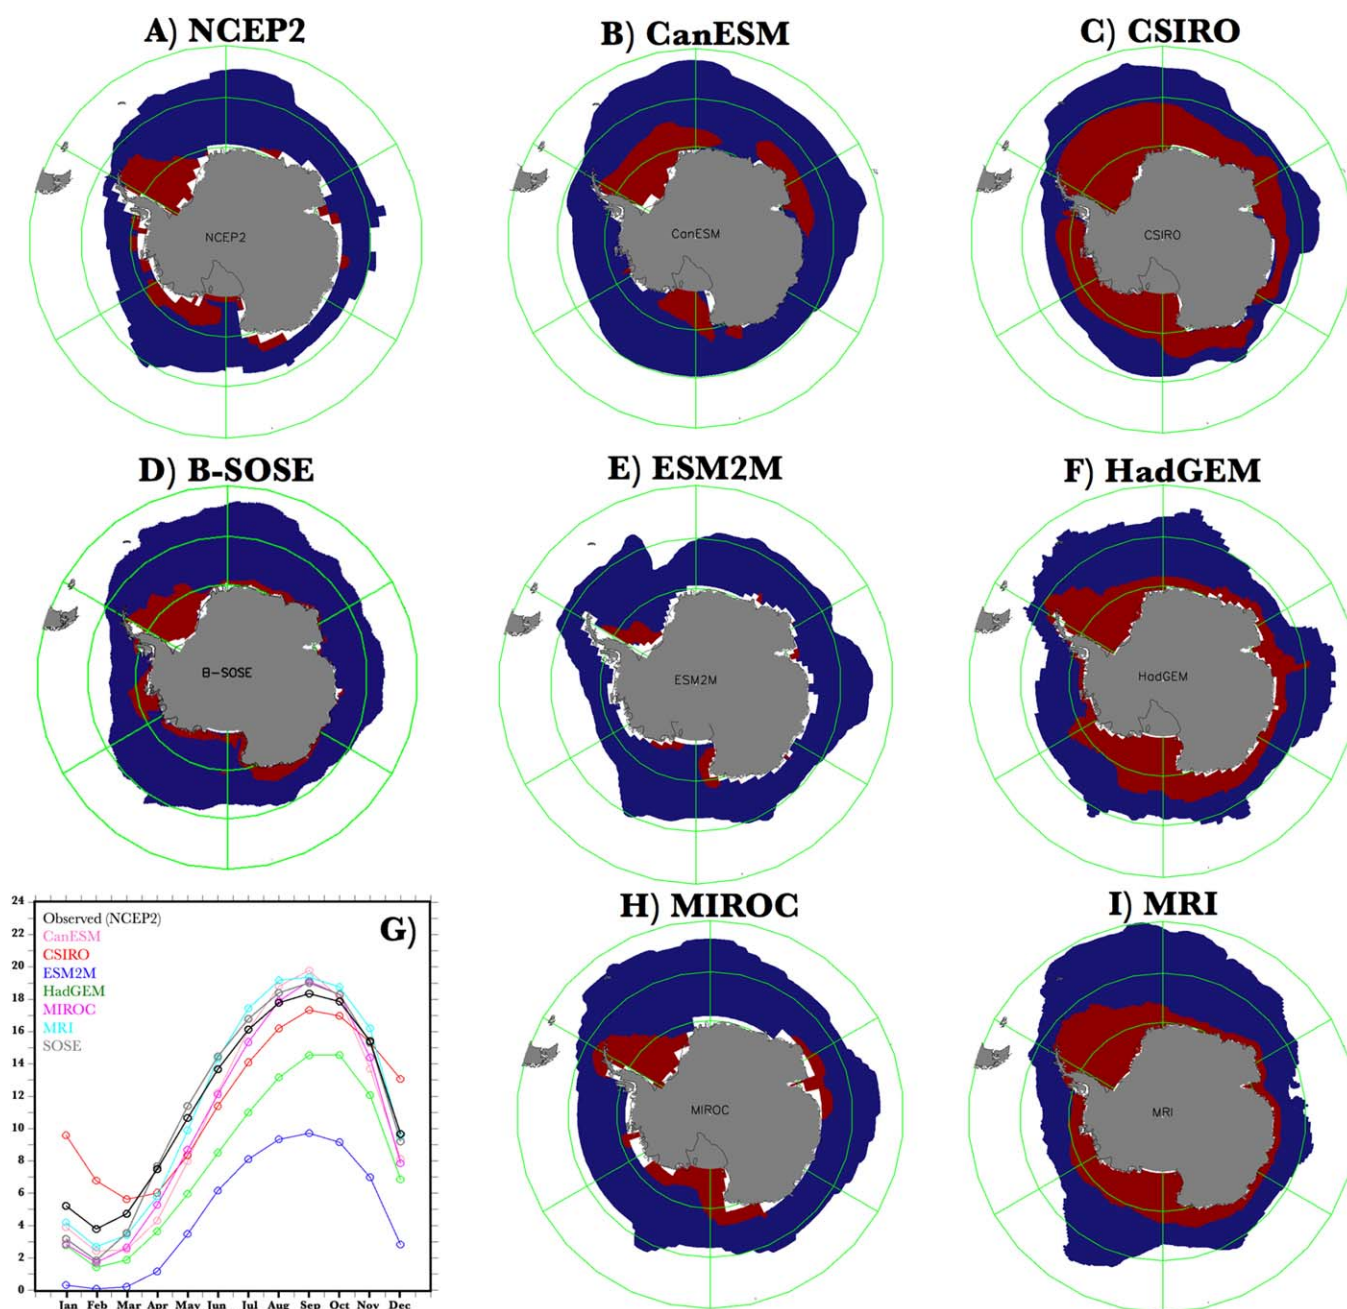 A) NCEP2
B) CanESM
C) CSIRO
NCEP2
CanESM
CSIRO
D) B-SOSE
E) ESM2M
F) HadGEM
B-SOSE
ESM2M
HadGEM
G)
24
22
20
18
16
14
12
10
8
6
4
2
0
Observed (NCEP2)
CanESM
CSIRO
ESM2M
HadGEM
MIROC
MRI
SOSE
Jan Feb Mar Apr May Jun Jul Aug Sep Oct Nov Dec
H) MIROC
I) MRI
MIROC
MRI